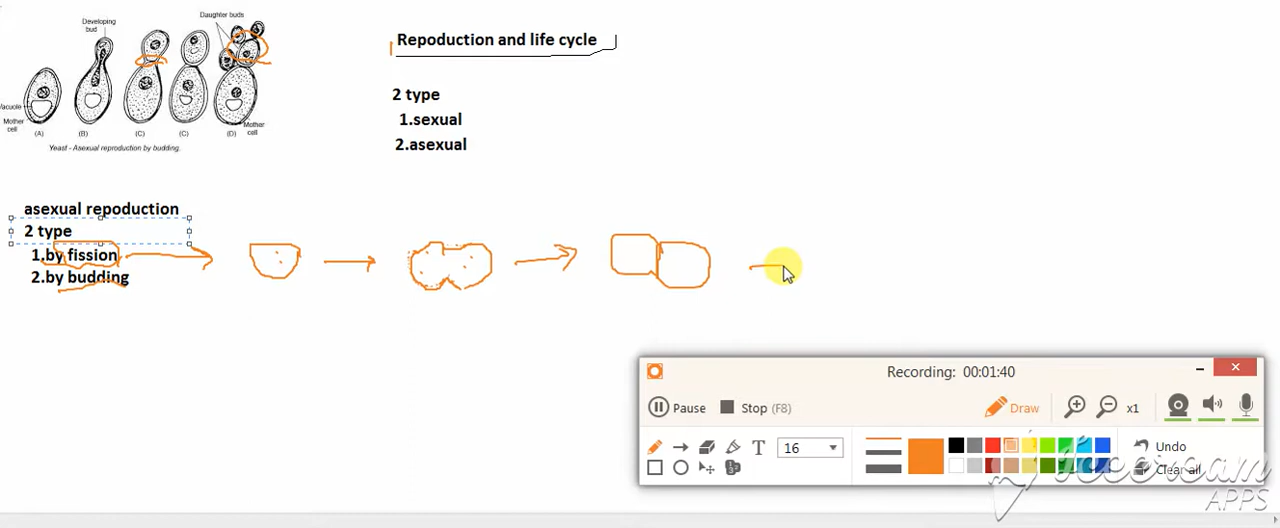 Daughter buds
Developing
bud
Vacuole
Mother
cell
Mother
cell
(A) (B) (C) (C) (D)
Yeast - Asexual reproduction by budding.
Repoduction and life cycle
2 type
1.sexual
2.asexual
asexual repoduction
2 type
1.by fission
2.by budding
Recording: 00:01:40
Pause Stop (F8) Draw x1
T 16 Undo
Clear all
Icecream
APPS